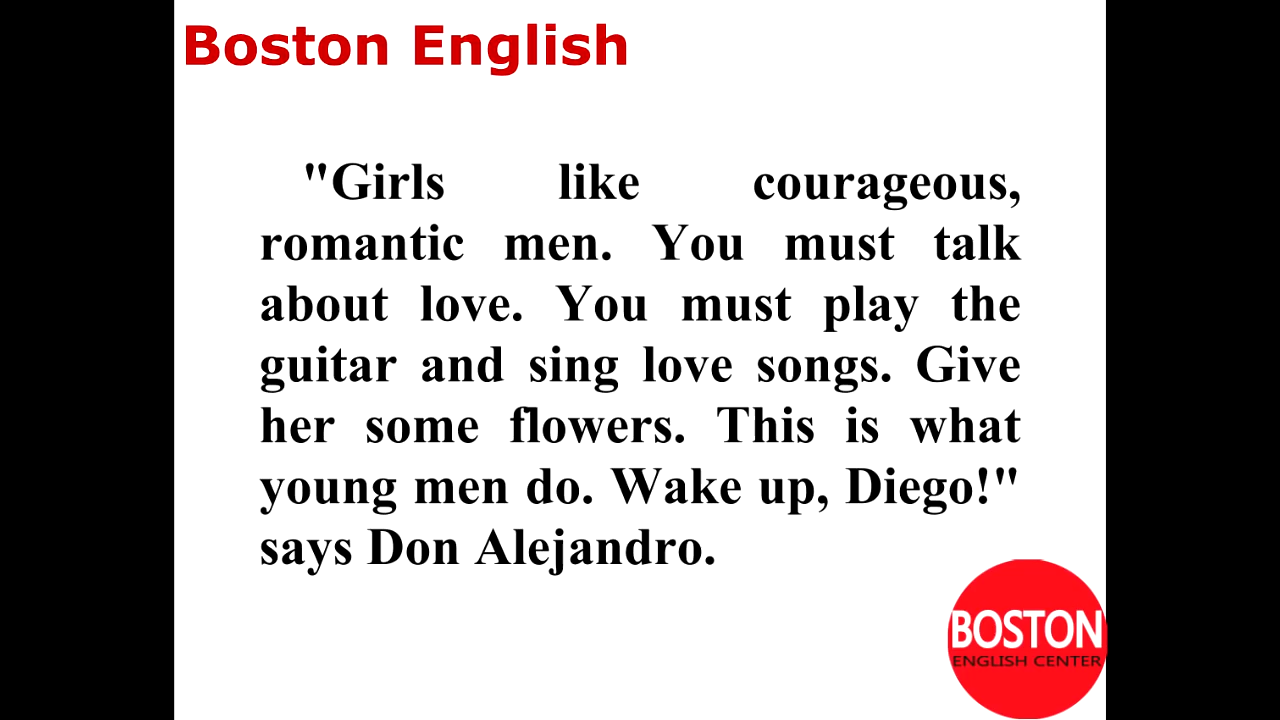 Boston English
"Girls like courageous,
romantic men. You must talk
about love. You must play the
guitar and sing love songs. Give
her some flowers. This is what
young men do. Wake up, Diego!"
says Don Alejandro.
BOSTON
ENGLISH CENTER